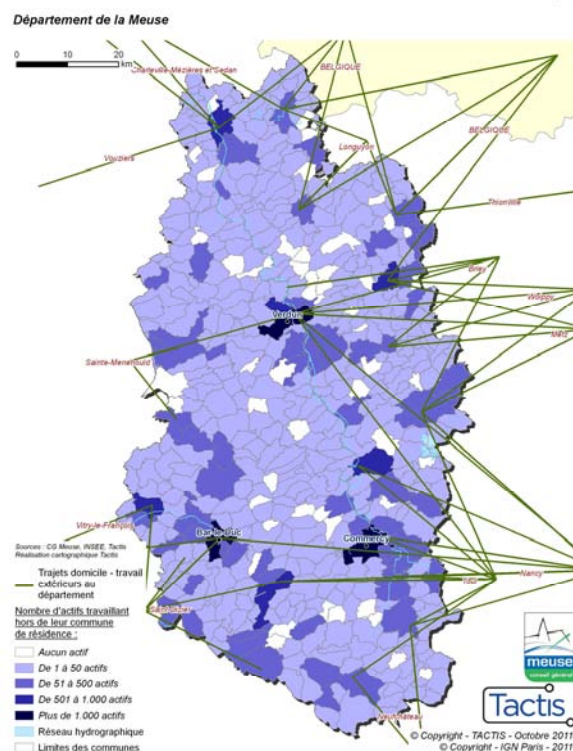 Département de la Meuse
0 10 20
km
Charleville-Mézières et Sedan
BELGIQUE
BELGIQUE
Longuyon
Vouziers
Thionville
Briey
Woippy
Verdun
Metz
Sainte-Menehould
Vitry-le-François
Bar-le-Duc
Commercy
Sources : CG Meuse, INSEE, Tactis
Réalisation cartographique Tactis
Nancy
Toul
Saint-Dizier
Neufchâteau
Trajets domicile - travail
extérieurs au
département
Nombre d'actifs travaillant
hors de leur commune
de résidence :
Aucun actif
De 1 à 50 actifs
De 51 à 500 actifs
De 501 à 1.000 actifs
Plus de 1.000 actifs
Réseau hydrographique
Limites des communes
meuse
conseil général
Tactis
© Copyright - TACTIS - Octobre 2011
© Copyright - IGN Paris - 201